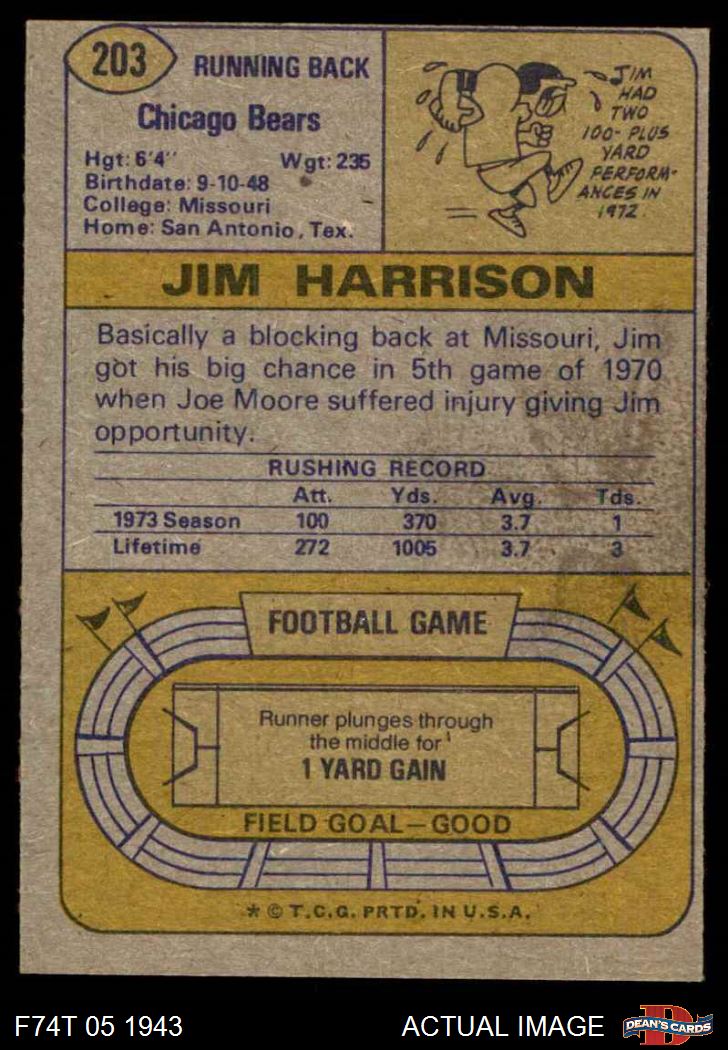 203
RUNNING BACK
Chicago Bears
Hgt: 6'4" Wgt: 235
Birthdate: 9-10-48
College: Missouri
Home: San Antonio, Tex.
JIM
HAD
TWO
100-PLUS
YARD
PERFORM-
ANCES IN
1972.
JIM HARRISON
Basically a blocking back at Missouri, Jim
got his big chance in 5th game of 1970
when Joe Moore suffered injury giving Jim
opportunity.
RUSHING RECORD
Att. Yds. Avg. Tds.
1973 Season 100 370 3.7 1
Lifetime 272 1005 3.7 3
FOOTBALL GAME
Runner plunges through
the middle for
1 YARD GAIN
FIELD GOAL—GOOD
* © T.C.G. PRTD. IN U.S.A.
F74T 05 1943 ACTUAL IMAGE
D
DEAN'S CARDS